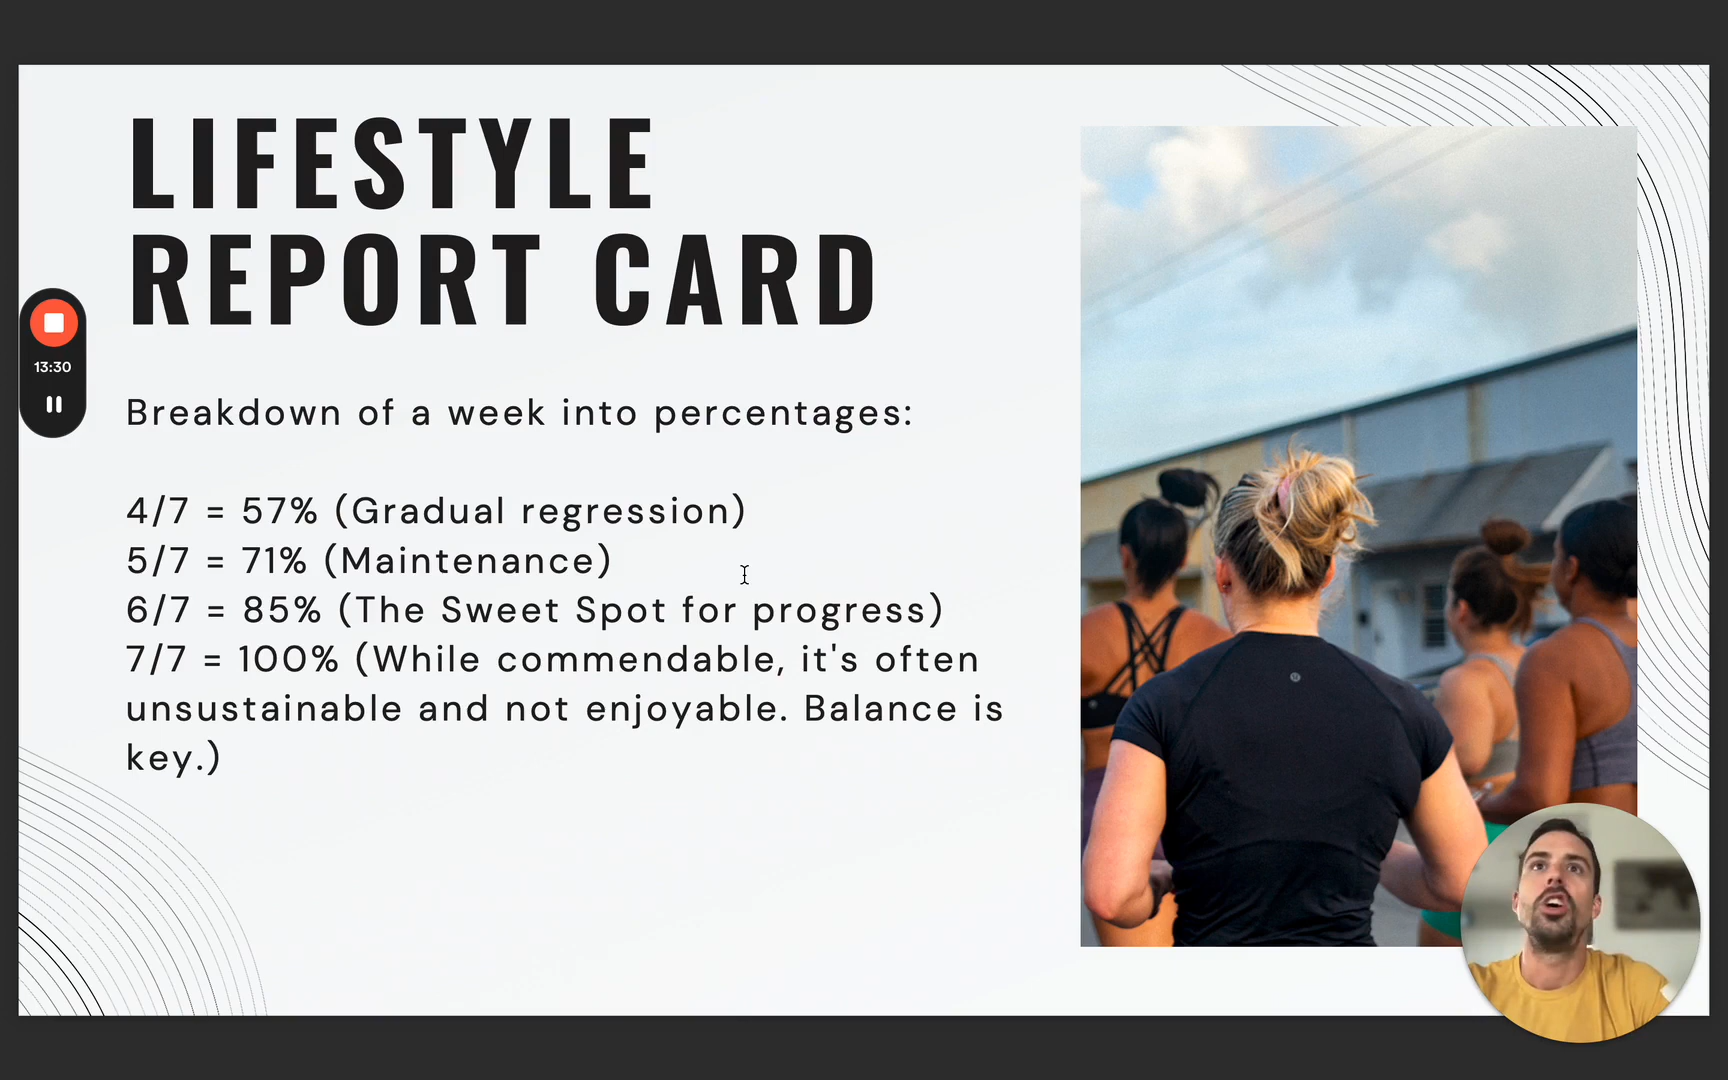 LIFESTYLE
REPORT CARD
13:30
Breakdown of a week into percentages:
4/7 = 57% (Gradual regression)
5/7 = 71% (Maintenance)
6/7 = 85% (The Sweet Spot for progress)
7/7 = 100% (While commendable, it's often
unsustainable and not enjoyable. Balance is
key.)